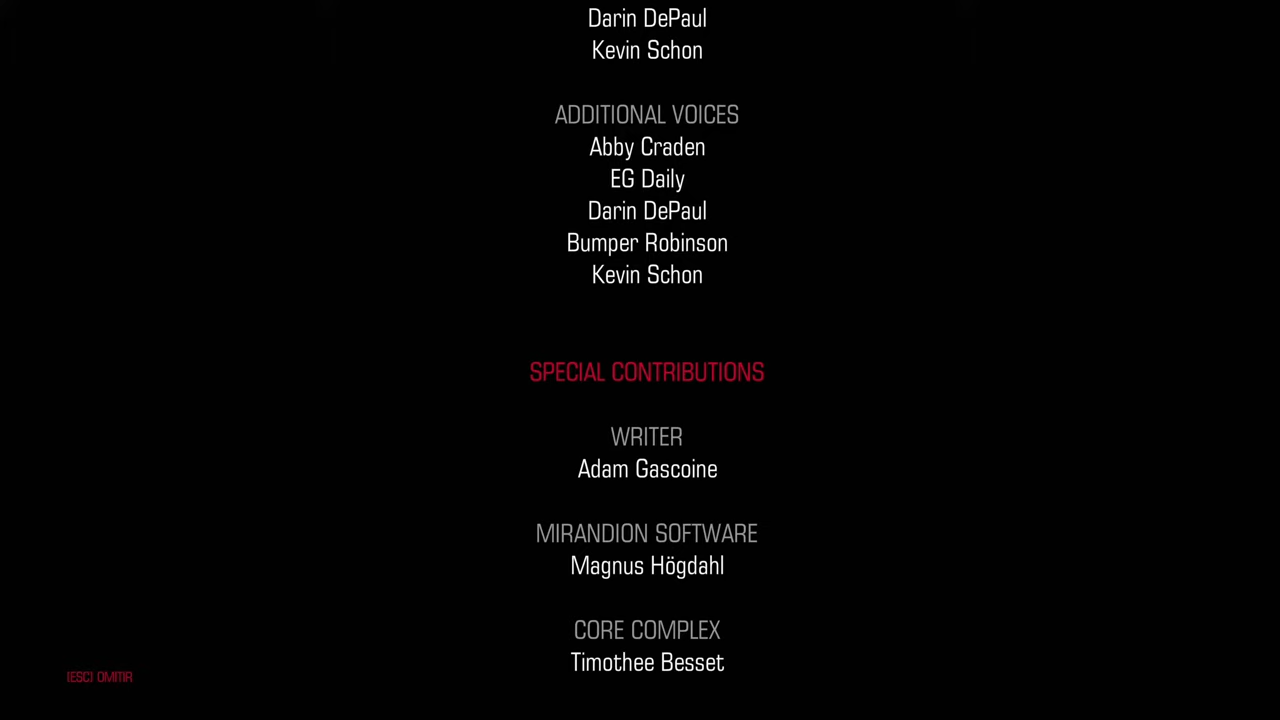 Darin DePaul
Kevin Schon
ADDITIONAL VOICES
Abby Craden
EG Daily
Darin DePaul
Bumper Robinson
Kevin Schon
SPECIAL CONTRIBUTIONS
WRITER
Adam Gascoine
MIRANDION SOFTWARE
Magnus Högdahl
CORE COMPLEX
Timothee Besset
[ESC] OMITIR